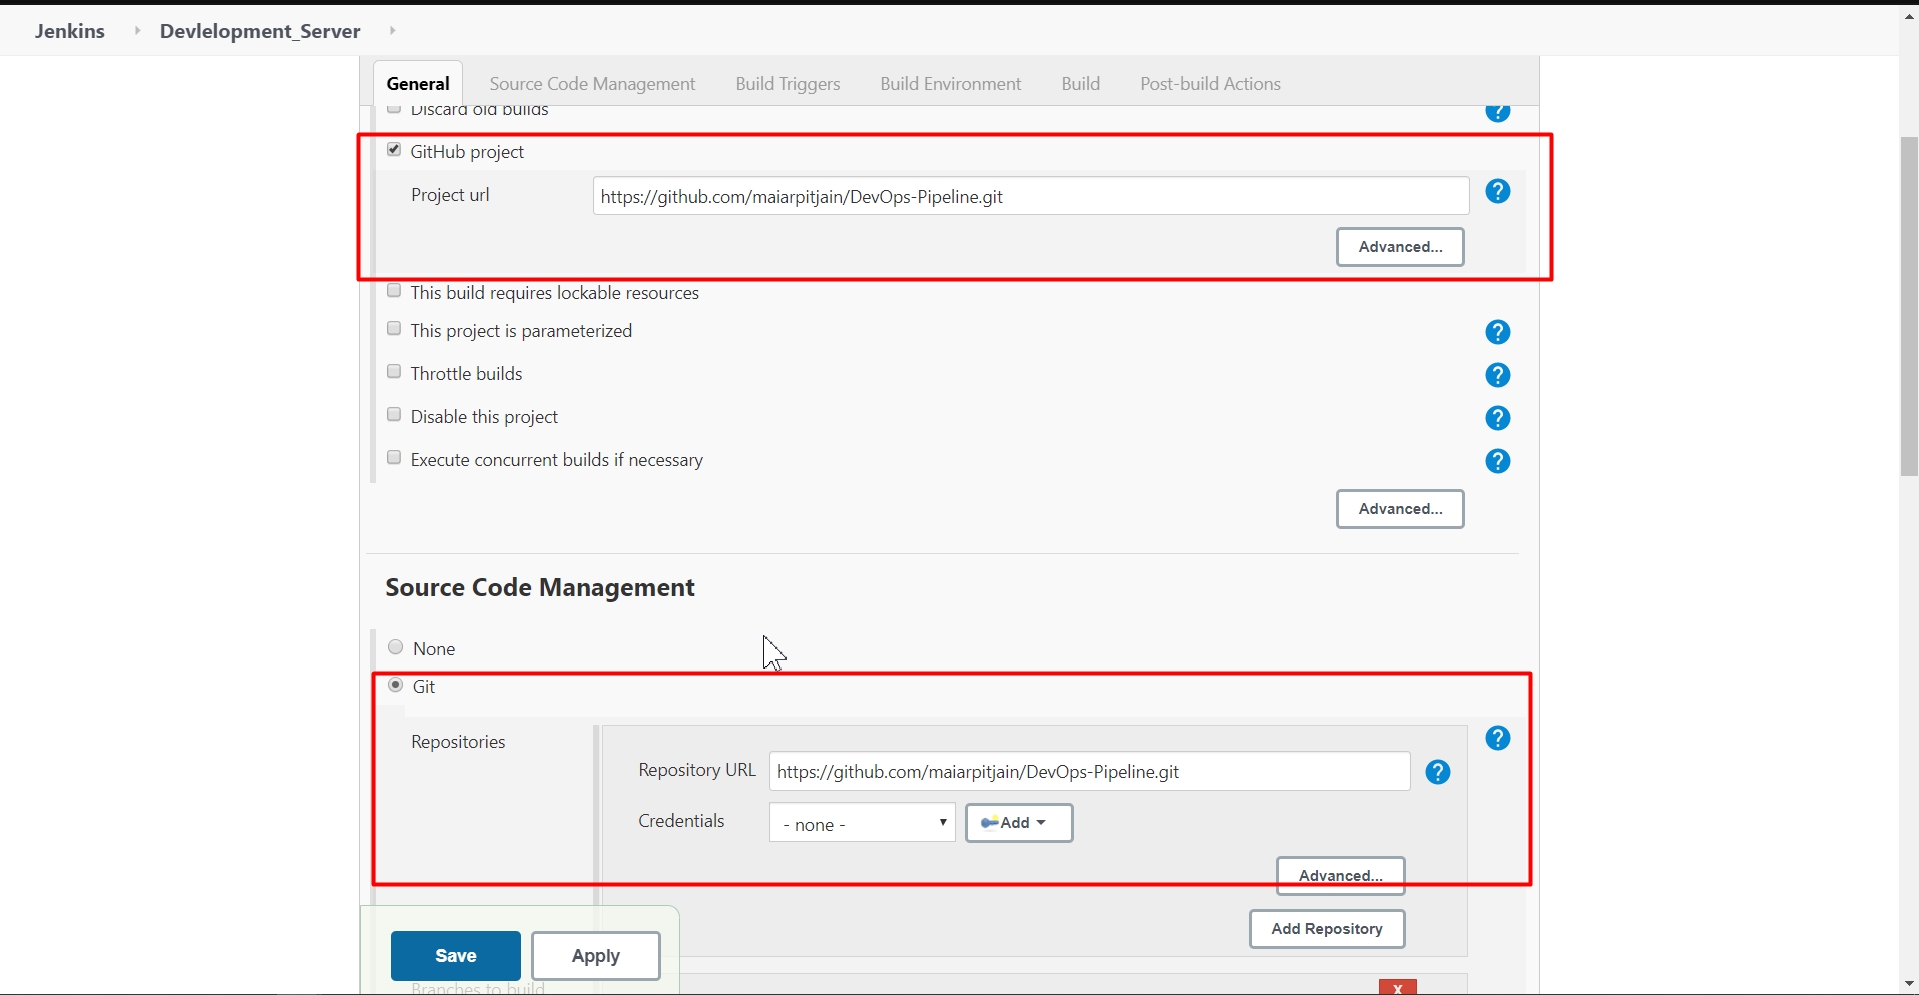 Jenkins Devlelopment_Server
General Source Code Management Build Triggers Build Environment Build Post-build Actions
Discard old builds ?
GitHub project
Project url https://github.com/maiarpitjain/DevOps-Pipeline.git ?
Advanced...
This build requires lockable resources
This project is parameterized ?
Throttle builds ?
Disable this project ?
Execute concurrent builds if necessary ?
Advanced...
Source Code Management
None
Git
Repositories ?
Repository URL https://github.com/maiarpitjain/DevOps-Pipeline.git ?
Credentials - none - Add
Advanced...
Add Repository
Save Apply
Branches to build X